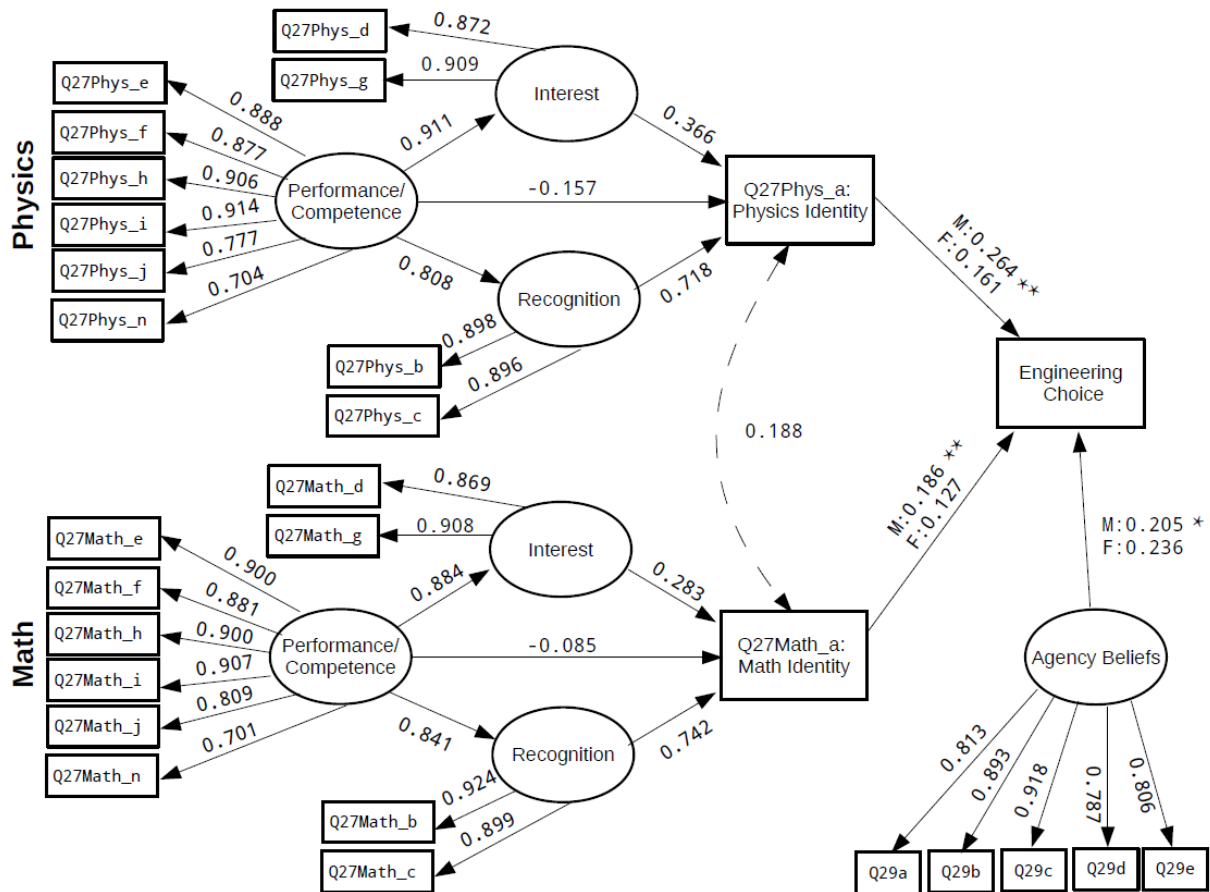 Physics
Q27Phys_d
0.872
Q27Phys_g
0.909
Interest
Q27Phys_e
0.888
Q27Phys_f
0.877
Q27Phys_h
0.906
Q27Phys_i
0.914
Q27Phys_j
0.777
Q27Phys_n
0.704
Performance/
Competence
0.911
0.366
-0.157
0.808
0.718
Recognition
Q27Phys_b
0.898
Q27Phys_c
0.896
Q27Phys_a:
Physics Identity
M:0.264 **
F:0.161
Engineering
Choice
0.188
Math
Q27Math_d
0.869
Q27Math_g
0.908
Interest
Q27Math_e
0.900
Q27Math_f
0.881
Q27Math_h
0.900
Q27Math_i
0.907
Q27Math_j
0.809
Q27Math_n
0.701
Performance/
Competence
0.884
0.283
-0.085
0.841
0.742
Recognition
Q27Math_b
0.924
Q27Math_c
0.899
Q27Math_a:
Math Identity
M:0.186 **
F:0.127
M:0.205 *
F:0.236
Agency Beliefs
0.813
0.893
0.918
0.787
0.806
Q29a
Q29b
Q29c
Q29d
Q29e